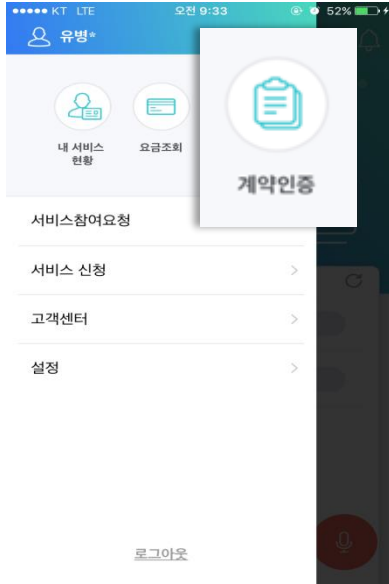 ●●●●● KT LTE 오전 9:33 52%
유병*
내 서비스
현황
요금조회
계약인증
서비스참여요청
서비스 신청
고객센터
설정
로그아웃